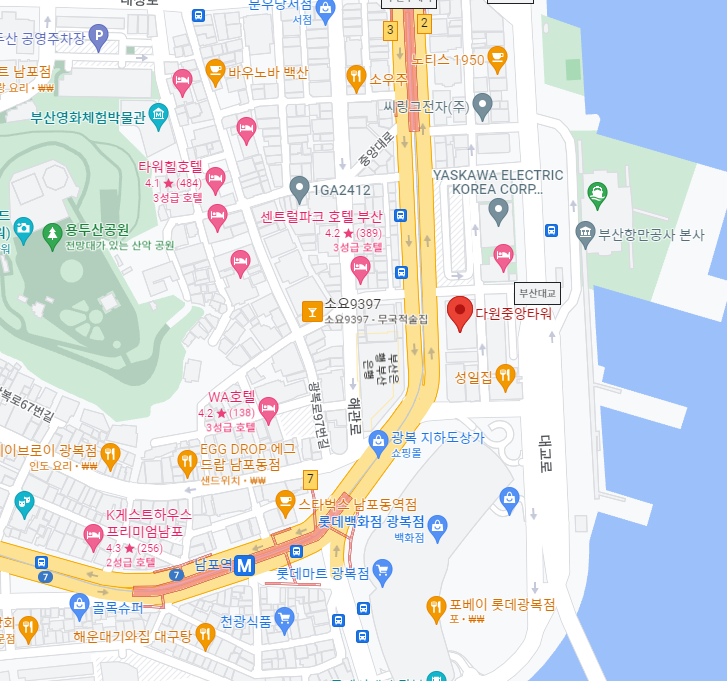 대청로
문우당서점
서점
3
2
두산 공영주차장
P
트 남포점
요리 • ₩₩
바우노바 백산
소우주
노티스 1950
씨링크전자(주)
부산영화체험박물관
중앙대로
타워힐호텔
4.1 ★ (484)
3성급 호텔
1GA2412
YASKAWA ELECTRIC
KOREA CORP...
센트럴파크 호텔 부산
4.2 ★ (389)
3성급 호텔
용두산공원
전망대가 있는 산악 공원
부산항만공사 본사
부산대교
소요9397
소요9397 - 무국적술집
다원중앙타워
부산은
행 부산
은행
성일집
광복로67번길
WA호텔
4.2 ★ (138)
3성급 호텔
광복로97번길
해관로
대교로
이브로이 광복점
인도 요리 • ₩₩
EGG DROP 에그
드랍 남포동점
샌드위치 • ₩₩
광복 지하도상가
쇼핑몰
7
스타벅스 남포동역점
롯데백화점 광복점
백화점
K게스트하우스
프리미엄남포
4.3 ★ (256)
2성급 호텔
남포역
M
7
7
롯데마트 광복점
골목슈퍼
천광식품
포베이 롯데광복점
포 • ₩₩
해운대기와집 대구탕